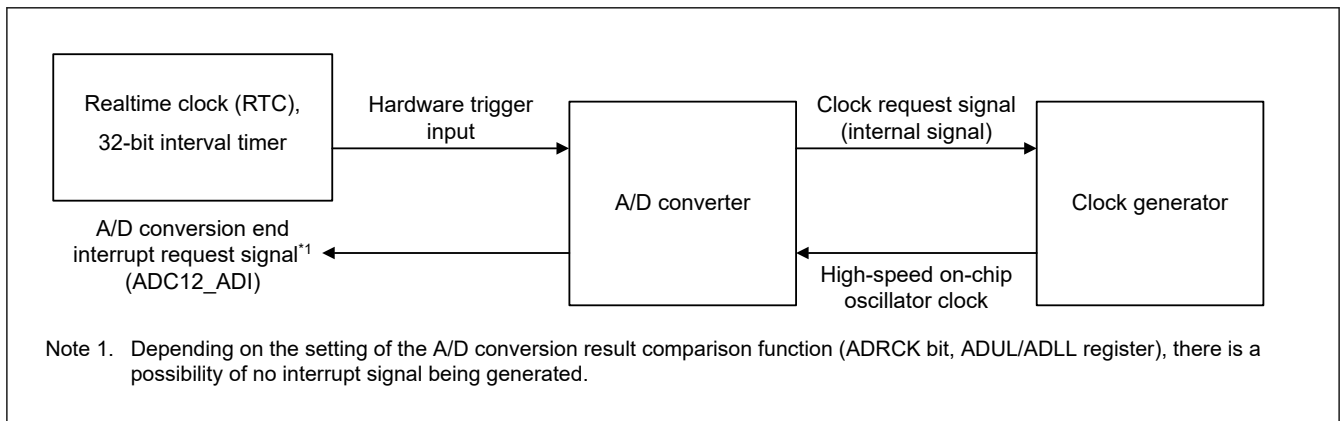 Realtime clock (RTC),
32-bit interval timer
Hardware trigger
input
A/D converter
Clock request signal
(internal signal)
Clock generator
A/D conversion end
interrupt request signal*1
(ADC12_ADI)
High-speed on-chip
oscillator clock
Note 1. Depending on the setting of the A/D conversion result comparison function (ADRCK bit, ADUL/ADLL register), there is a
possibility of no interrupt signal being generated.